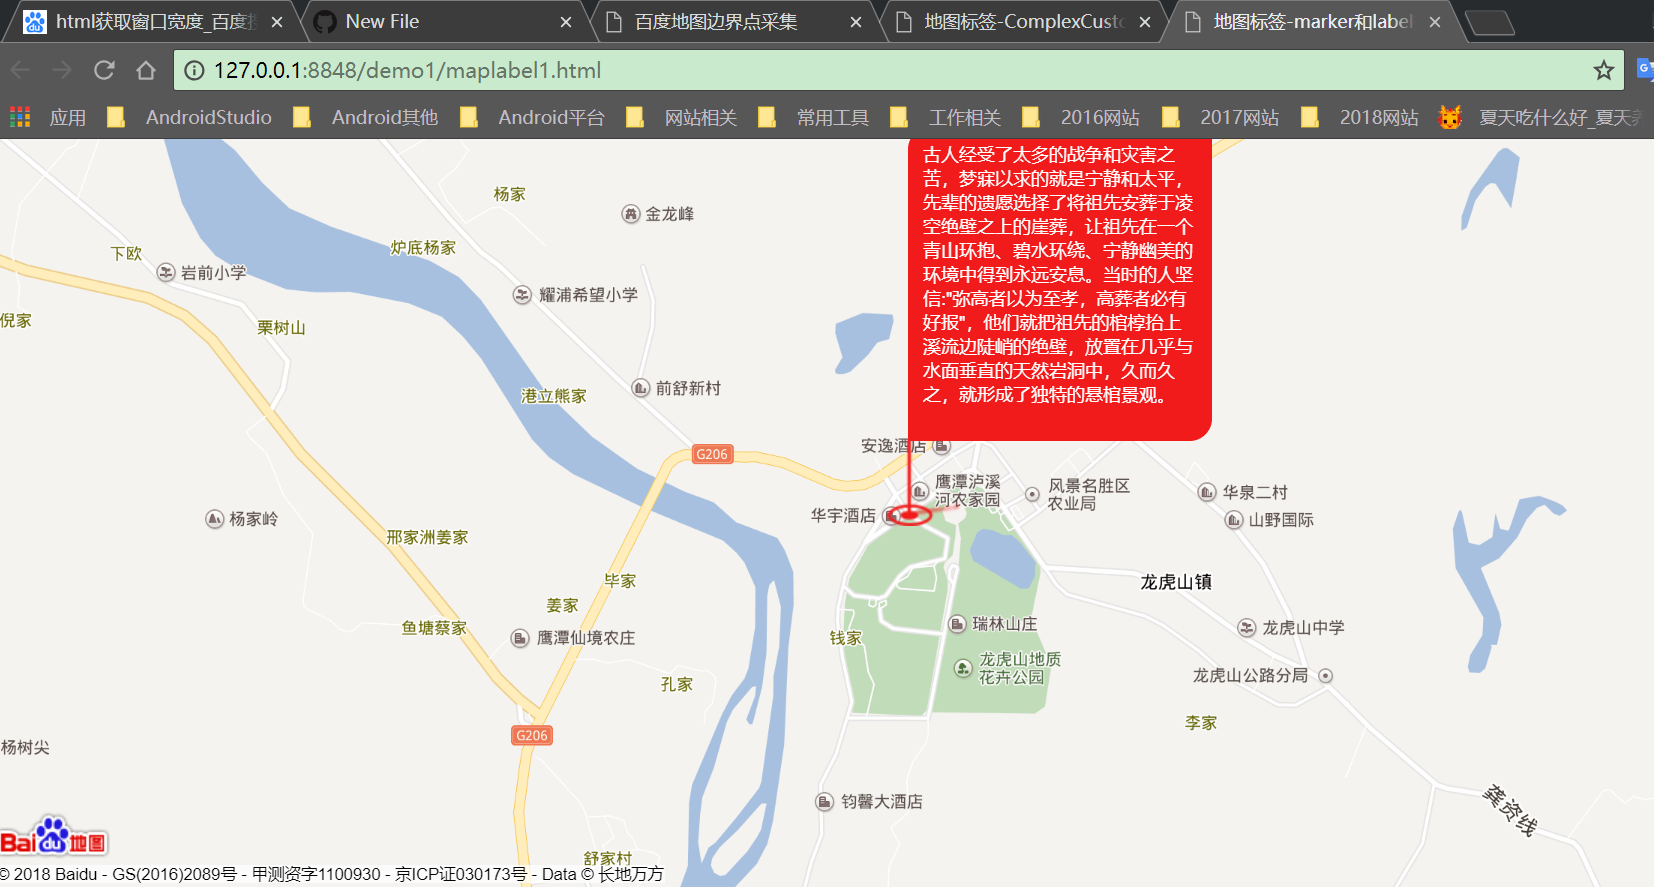 html获取窗口宽度_百度
New File
百度地图边界点采集
地图标签-ComplexCusto
地图标签-marker和label
127.0.0.1:8848/demo1/maplabel1.html
应用
AndroidStudio
Android其他
Android平台
网站相关
常用工具
工作相关
2016网站
2017网站
2018网站
夏天吃什么好_夏天
古人经受了太多的战争和灾害之
苦，梦寐以求的就是宁静和太平，
先辈的遗愿选择了将祖先安葬于凌
空绝壁之上的崖葬，让祖先在一个
青山环抱、碧水环绕、宁静幽美的
环境中得到永远安息。当时的人坚
信:"弥高者以为至孝，高葬者必有
好报"，他们就把祖先的棺椁抬上
溪流边陡峭的绝壁，放置在几乎与
水面垂直的天然岩洞中，久而久
之，就形成了独特的悬棺景观。
杨家
金龙峰
下欧
炉底杨家
岩前小学
耀浦希望小学
倪家
栗树山
前舒新村
港立熊家
G206
安逸酒店
鹰潭泸溪
河农家园
风景名胜区
农业局
华泉二村
华宇酒店
山野国际
杨家岭
邢家洲姜家
毕家
龙虎山镇
姜家
鱼塘蔡家
鹰潭仙境农庄
钱家
瑞林山庄
龙虎山中学
龙虎山地质
花卉公园
龙虎山公路分局
孔家
李家
G206
杨树尖
钧馨大酒店
龚资线
Bai du 地图
舒家村
© 2018 Baidu - GS(2016)2089号 - 甲测资字1100930 - 京ICP证030173号 - Data © 长地万方